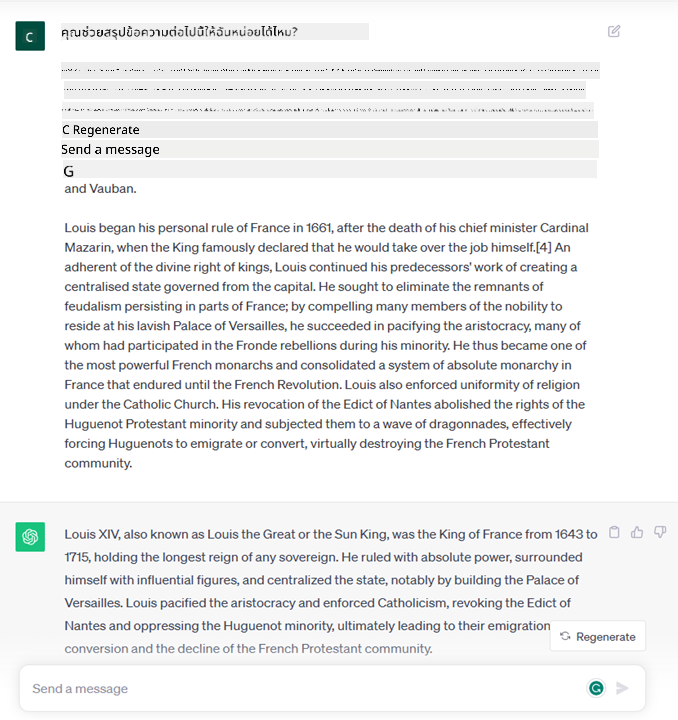 C
คุณช่วยสรุปข้อความต่อไปนี้ให้ฉันหน่อยได้ไหม?
C Regenerate
Send a message
G
and Vauban.
Louis began his personal rule of France in 1661, after the death of his chief minister Cardinal
Mazarin, when the King famously declared that he would take over the job himself.[4] An
adherent of the divine right of kings, Louis continued his predecessors' work of creating a
centralised state governed from the capital. He sought to eliminate the remnants of
feudalism persisting in parts of France; by compelling many members of the nobility to
reside at his lavish Palace of Versailles, he succeeded in pacifying the aristocracy, many of
whom had participated in the Fronde rebellions during his minority. He thus became one of
the most powerful French monarchs and consolidated a system of absolute monarchy in
France that endured until the French Revolution. Louis also enforced uniformity of religion
under the Catholic Church. His revocation of the Edict of Nantes abolished the rights of the
Huguenot Protestant minority and subjected them to a wave of dragonnades, effectively
forcing Huguenots to emigrate or convert, virtually destroying the French Protestant
community.
Louis XIV, also known as Louis the Great or the Sun King, was the King of France from 1643 to
1715, holding the longest reign of any sovereign. He ruled with absolute power, surrounded
himself with influential figures, and centralized the state, notably by building the Palace of
Versailles. Louis pacified the aristocracy and enforced Catholicism, revoking the Edict of
Nantes and oppressing the Huguenot minority, ultimately leading to their emigration
Regenerate
conversion and the decline of the French Protestant community.
Send a message